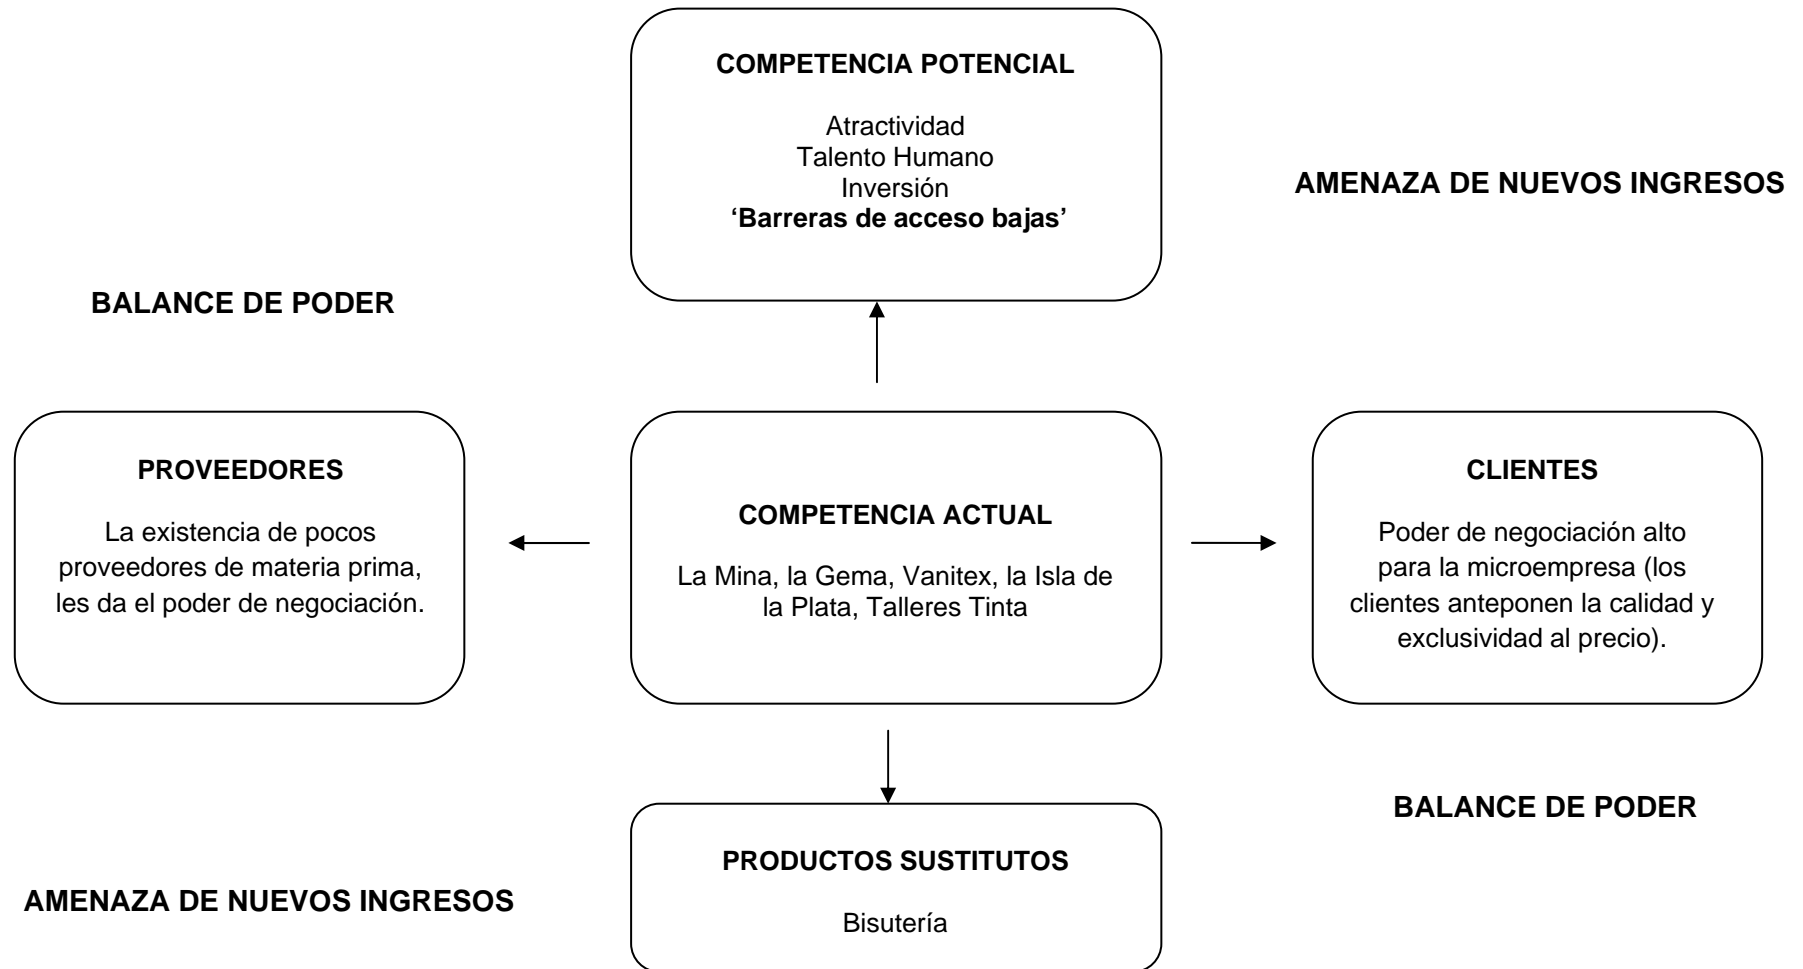 COMPETENCIA POTENCIAL
Atractividad
Talento Humano
Inversión
‘Barreras de acceso bajas’
AMENAZA DE NUEVOS INGRESOS
BALANCE DE PODER
PROVEEDORES
La existencia de pocos
proveedores de materia prima,
les da el poder de negociación.
COMPETENCIA ACTUAL
La Mina, la Gema, Vanitex, la Isla de
la Plata, Talleres Tinta
CLIENTES
Poder de negociación alto
para la microempresa (los
clientes anteponen la calidad y
exclusividad al precio).
BALANCE DE PODER
PRODUCTOS SUSTITUTOS
Bisutería
AMENAZA DE NUEVOS INGRESOS